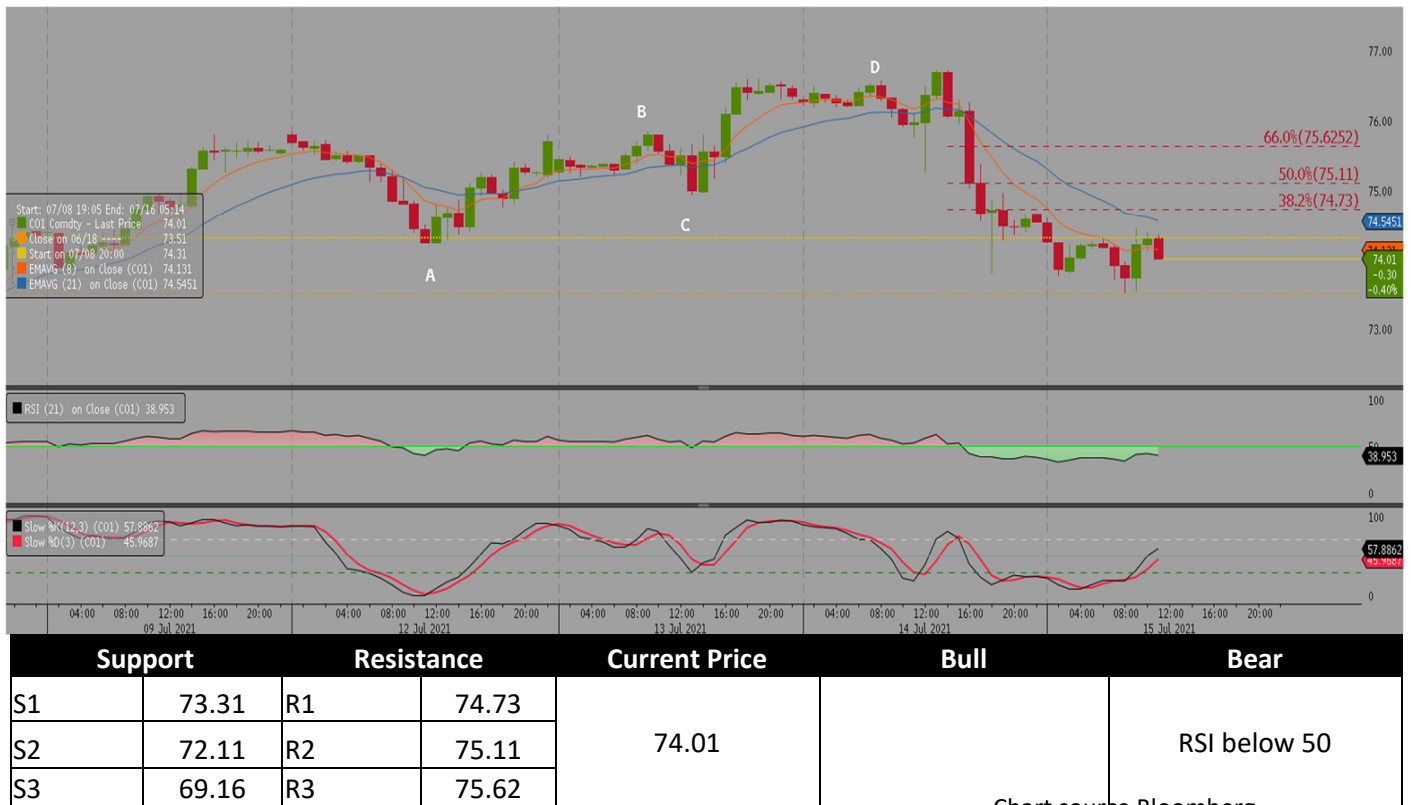 77.00
D
B
76.00
66.0%(75.6252)
50.0%(75.11)
75.00
38.2%(74.73)
Start: 07/08 19:05 End: 07/16 05:14
CO1 Comdty - Last Price 74.01
Close on 06/18 ---- 73.51
Start on 07/08 20:00 74.31
EMAVG (8) on Close (CO1) 74.131
EMAVG (21) on Close (CO1) 74.5451
C
A
74.5451
74.131
74.01
-0.30
-0.40%
73.00
RSI (21) on Close (CO1) 38.953
100
50
38.953
0
Slow %K(12,3) (CO1) 57.8862
Slow %D(3) (CO1) 45.9687
100
57.8862
45.9687
0
04:00 08:00 12:00 16:00 20:00 04:00 08:00 12:00 16:00 20:00 04:00 08:00 12:00 16:00 20:00 04:00 08:00 12:00 16:00 20:00 04:00 08:00 12:00 16:00 20:00
09 Jul 2021 12 Jul 2021 13 Jul 2021 14 Jul 2021 15 Jul 2021
Support Resistance Current Price Bull Bear
S1 73.31 R1 74.73
S2 72.11 R2 75.11 74.01 RSI below 50
S3 69.16 R3 75.62
Chart source Bloomberg